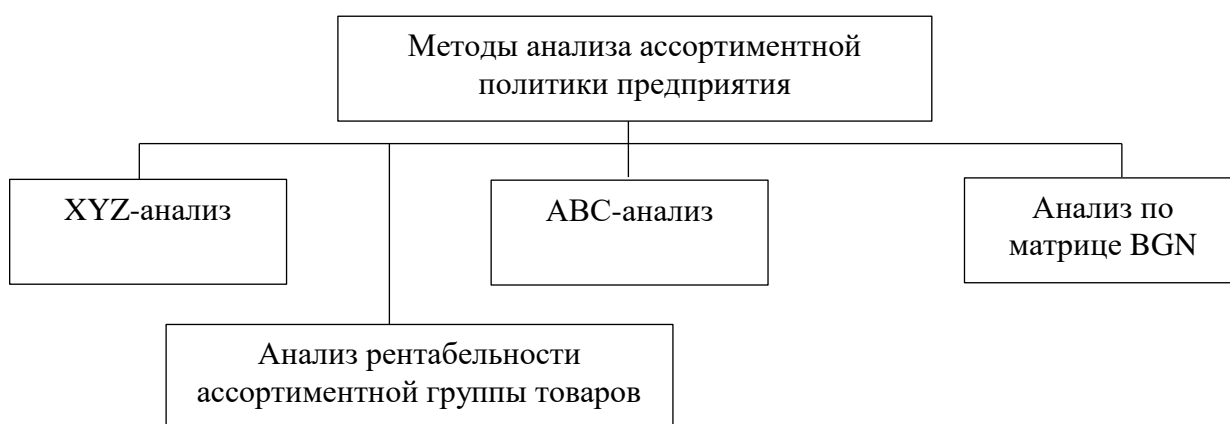 Методы анализа ассортиментной
политики предприятия
XYZ-анализ
ABC-анализ
Анализ по
матрице BGN
Анализ рентабельности
ассортиментной группы товаров